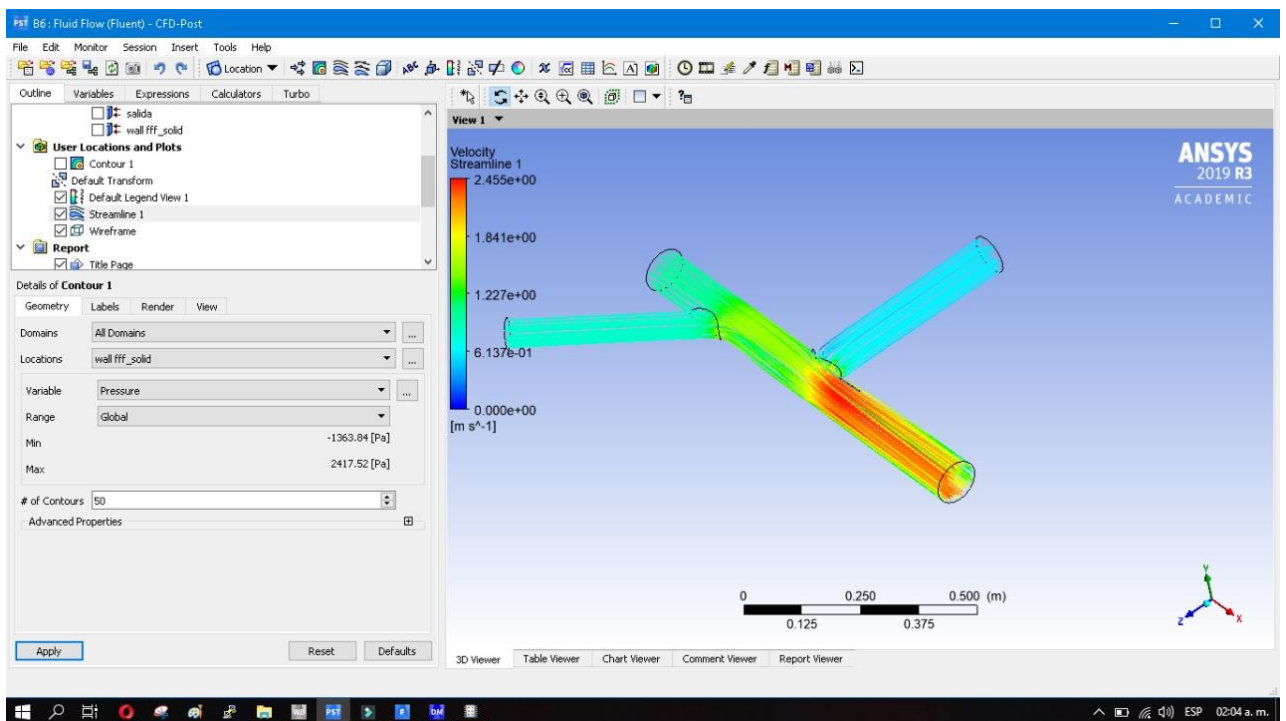 B6 : Fluid Flow (Fluent) - CFD-Post
File Edit Monitor Session Insert Tools Help
Location
Outline Variables Expressions Calculators Turbo
salida
wall fff_solid
User Locations and Plots
Contour 1
Default Transform
Default Legend View 1
Streamline 1
Wireframe
Report
Title Page
Details of Contour 1
Geometry Labels Render View
Domains All Domains
Locations wall fff_solid
Variable Pressure
Range Global
Min -1363.84 [Pa]
Max 2417.52 [Pa]
# of Contours 50
Advanced Properties
Apply Reset Defaults
View 1
Velocity
Streamline 1
2.455e+00
1.841e+00
1.227e+00
6.137e-01
0.000e+00
[m s^-1]
ANSYS
2019 R3
ACADEMIC
0 0.250 0.500 (m)
0.125 0.375
Y
Z X
3D Viewer Table Viewer Chart Viewer Comment Viewer Report Viewer
PST F DM
ESP 02:04 a. m.